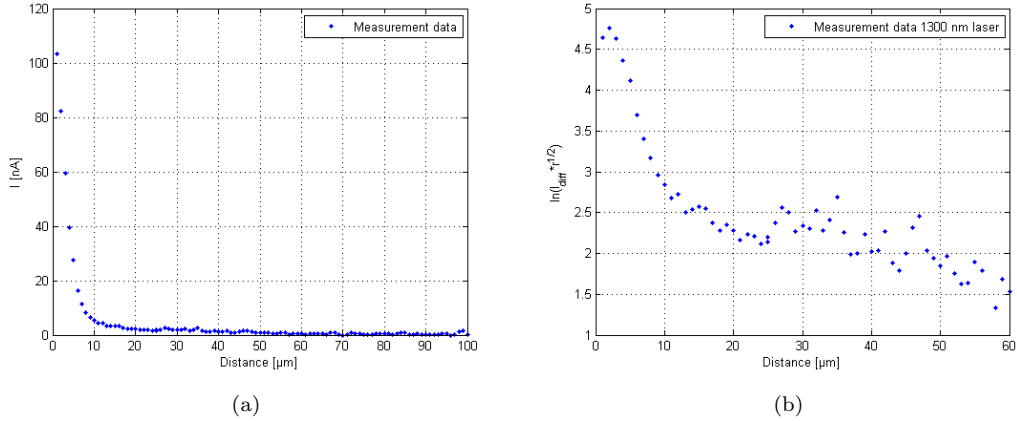 120
100
80
60
40
20
0
0 10 20 30 40 50 60 70 80 90 100
I [nA]
Distance [µm]
Measurement data
(a)
5
4.5
4
3.5
3
2.5
2
1.5
1
0 10 20 30 40 50 60
ln(I_diff*r^1/2)
Distance [µm]
Measurement data 1300 nm laser
(b)